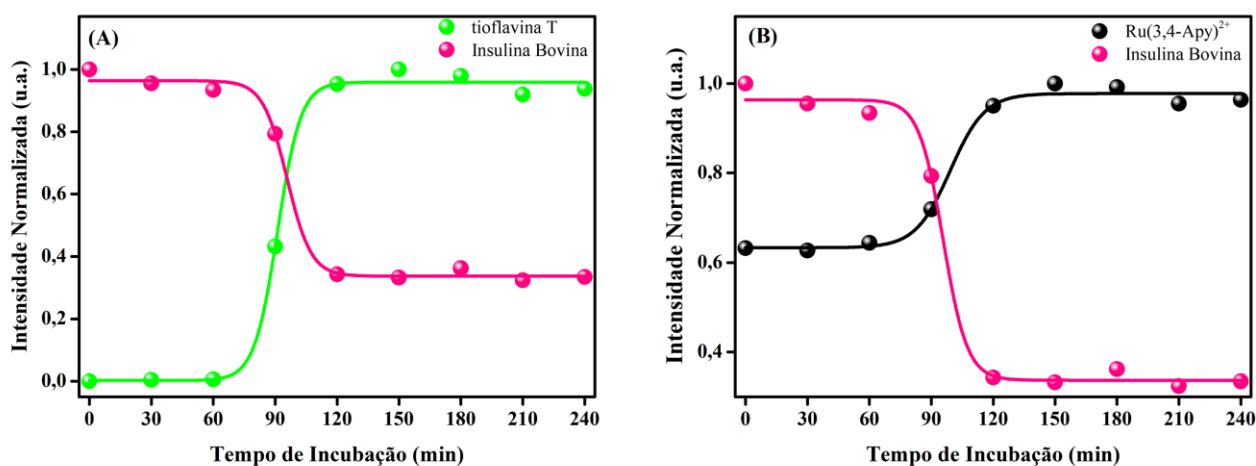 (A)
tioflavina T
Insulina Bovina
Intensidade Normalizada (u.a.)
1,0
0,8
0,6
0,4
0,2
0,0
0 30 60 90 120 150 180 210 240
Tempo de Incubação (min)
(B)
Ru(3,4-Apy)²⁺
Insulina Bovina
Intensidade Normalizada (u.a.)
1,0
0,8
0,6
0,4
0 30 60 90 120 150 180 210 240
Tempo de Incubação (min)